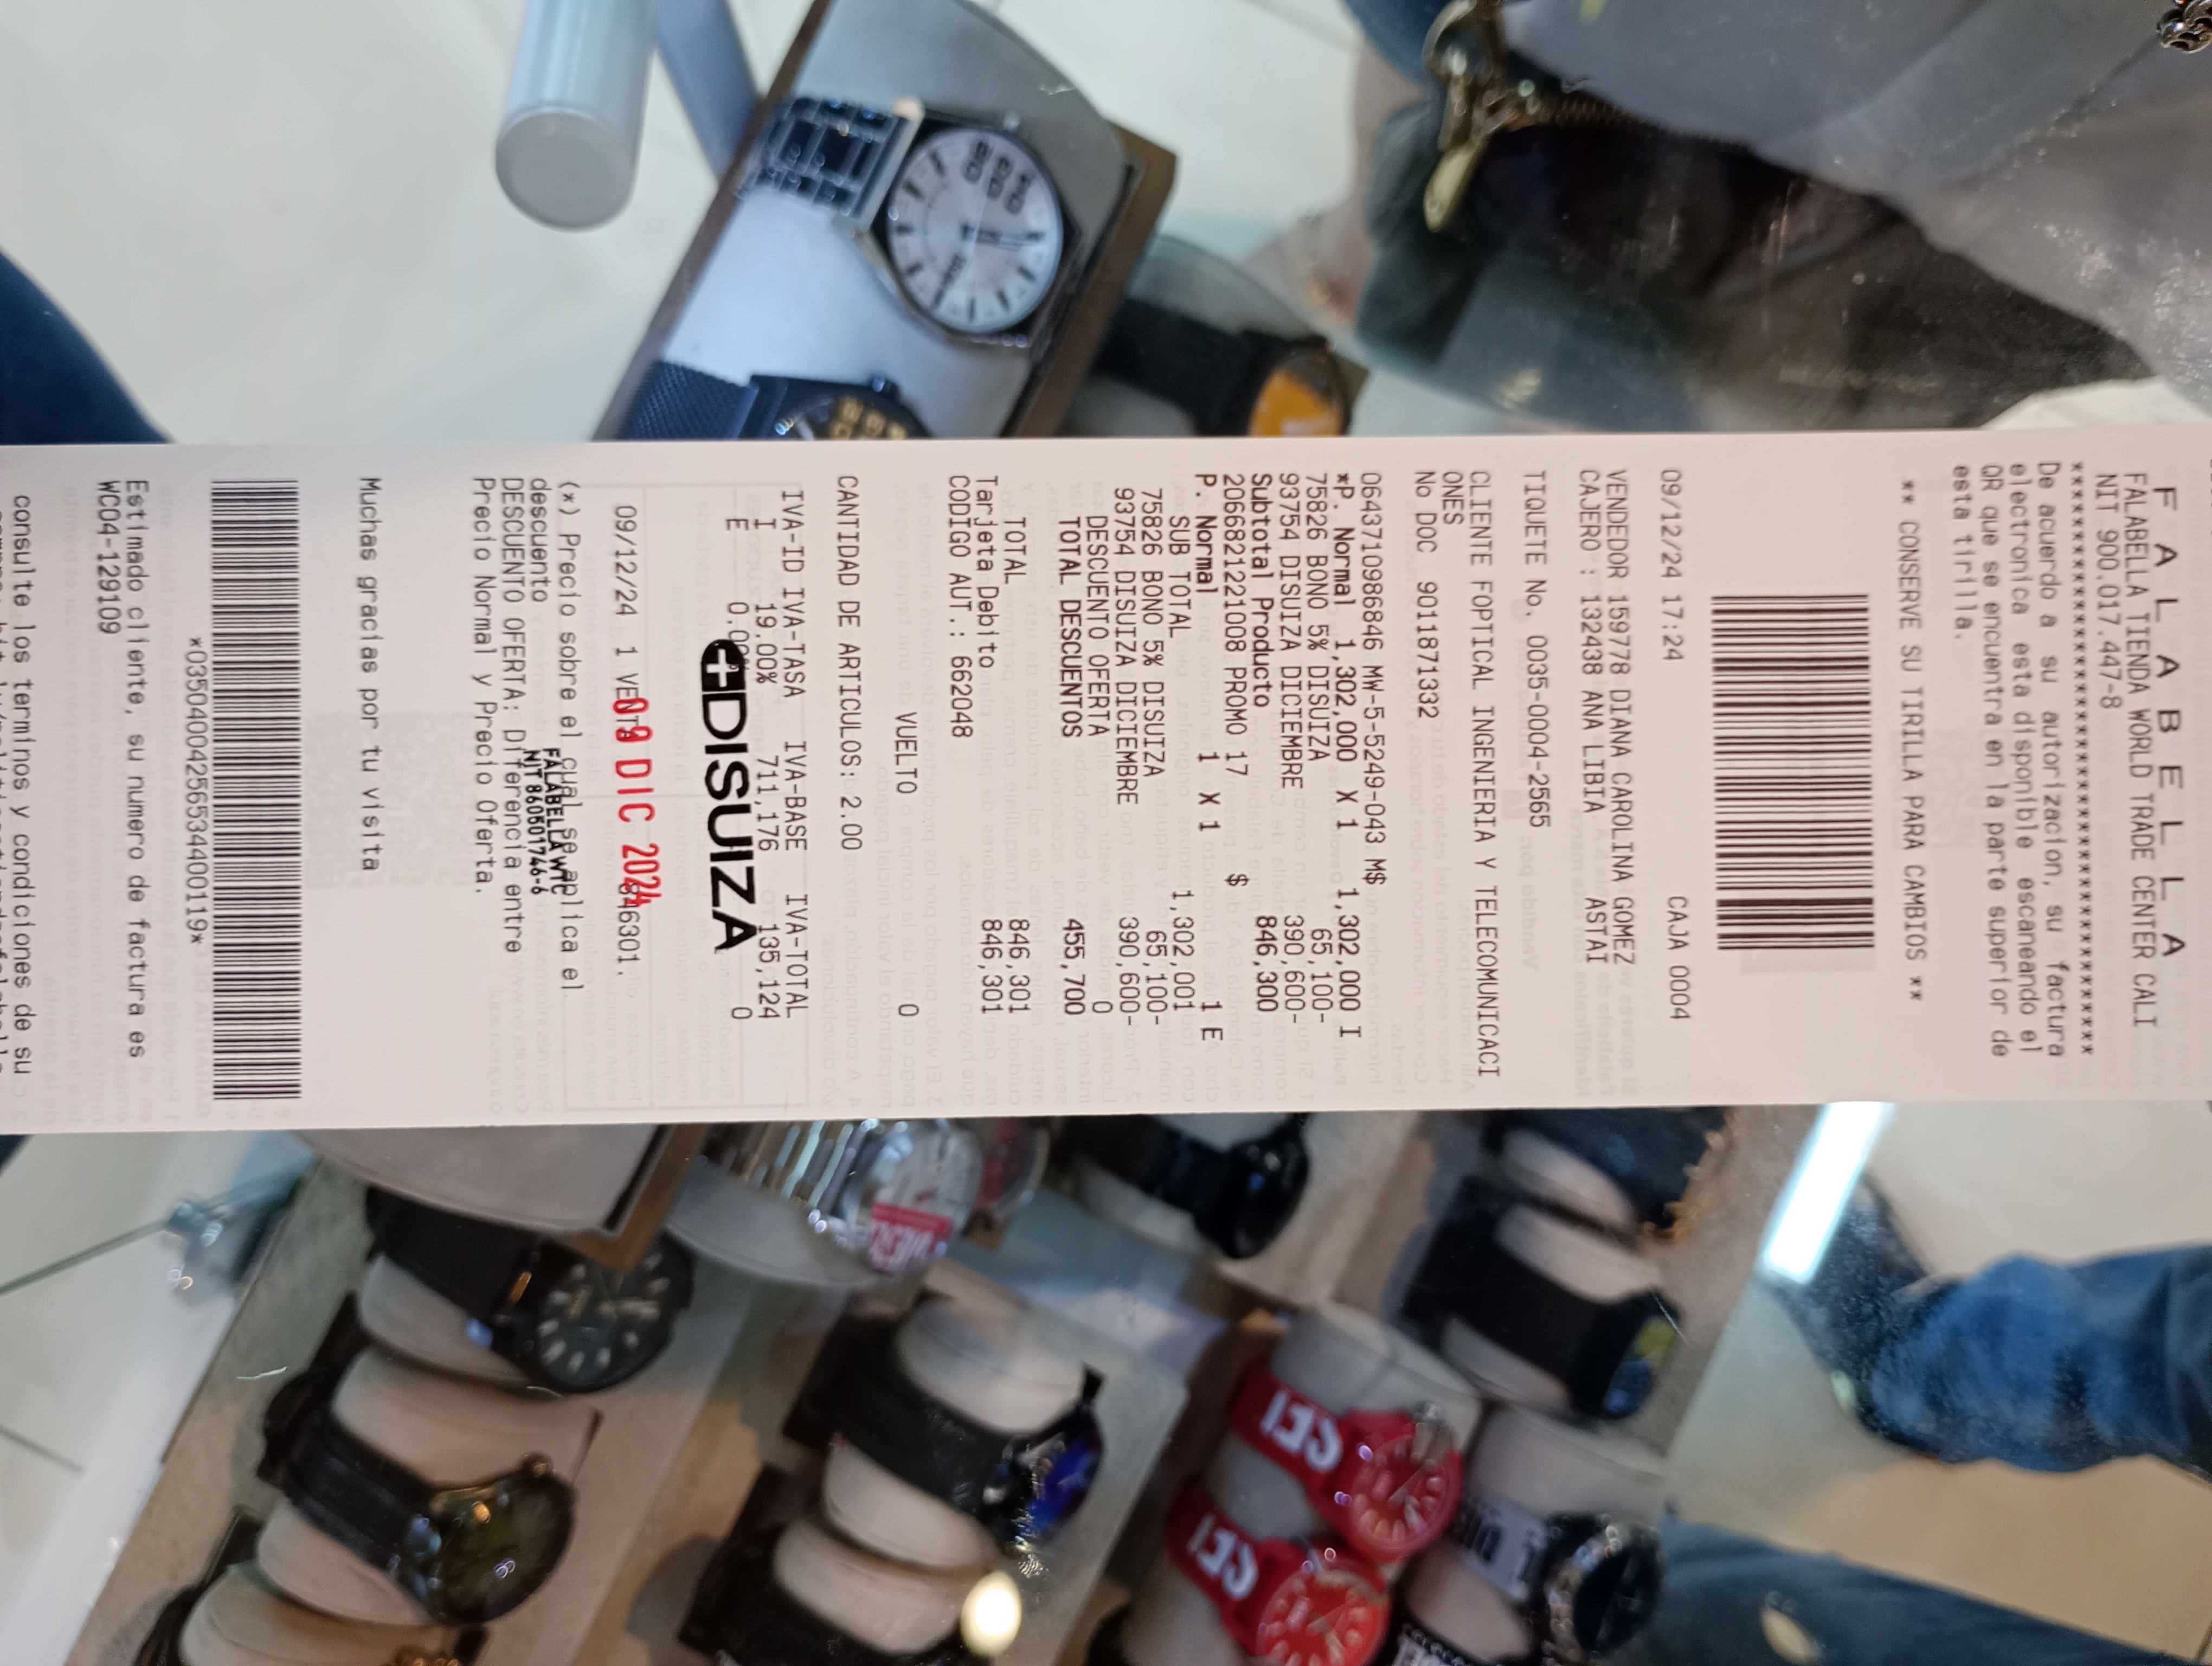 F A L A B E L L A
FALABELLA TIENDA WORLD TRADE CENTER CALI
NIT 900.017.447-8
De acuerdo a su autorizacion, su factura
electronica esta disponible escaneando el
QR que se encuentra en la parte superior de
esta tirilla.
** CONSERVE SU TIRILLA PARA CAMBIOS **
09/12/24 17:24 CAJA 0004
VENDEDOR 159778 DIANA CAROLINA GOMEZ
CAJERO : 132438 ANA LIBIA ASTAI
TIQUETE No. 0035-0004-2565
CLIENTE FOPTICAL INGENIERIA Y TELECOMUNICACI
ONES
No DOC 9011871332
0643710986846 MW-5-5249-043 M$
*P. Normal 1,302,000 X 1 1,302,000 I
75826 BONO 5% DISUIZA 65,100-
93754 DISUIZA DICIEMBRE 390,600-
Subtotal Producto 846,300
2066821221008 PROMO 17 $
P. Normal 1 X 1 1 E
SUB TOTAL 1,302,001
75826 BONO 5% DISUIZA 65,100-
93754 DISUIZA DICIEMBRE 390,600-
DESCUENTO OFERTA 0
TOTAL DESCUENTOS 455,700
TOTAL 846,301
Tarjeta Debito 846,301
CODIGO AUT.: 662048
VUELTO 0
CANTIDAD DE ARTICULOS: 2.00
IVA-ID IVA-TASA IVA-BASE IVA-TOTAL
I 19.00% 711,176 135,124
E 0.00% 0
DISUIZA
09/12/24 1 VENTA 846301.
09 DIC 2024
FALABELLA WTC
NIT 860501746-6
(*) Precio sobre el cual se aplica el
descuento
DESCUENTO OFERTA: Diferencia entre
Precio Normal y Precio Oferta.
Muchas gracias por tu visita
*03504000425653440​0119*
Estimado cliente, su numero de factura es
WC04-129109
consulte los terminos y condiciones de su